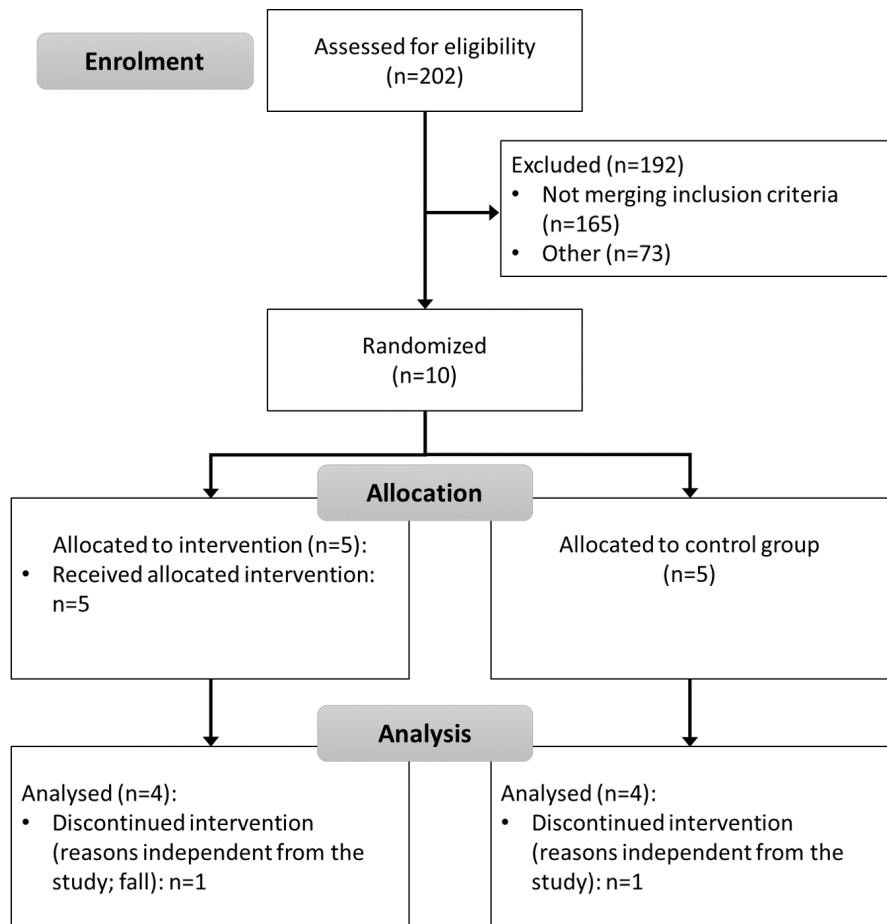 Enrolment
Assessed for eligibility
(n=202)
Excluded (n=192)
• Not merging inclusion criteria
(n=165)
• Other (n=73)
Randomized
(n=10)
Allocation
Allocated to intervention (n=5):
• Received allocated intervention:
n=5
Allocated to control group
(n=5)
Analysis
Analysed (n=4):
• Discontinued intervention
(reasons independent from the
study; fall): n=1
Analysed (n=4):
• Discontinued intervention
(reasons independent from the
study): n=1